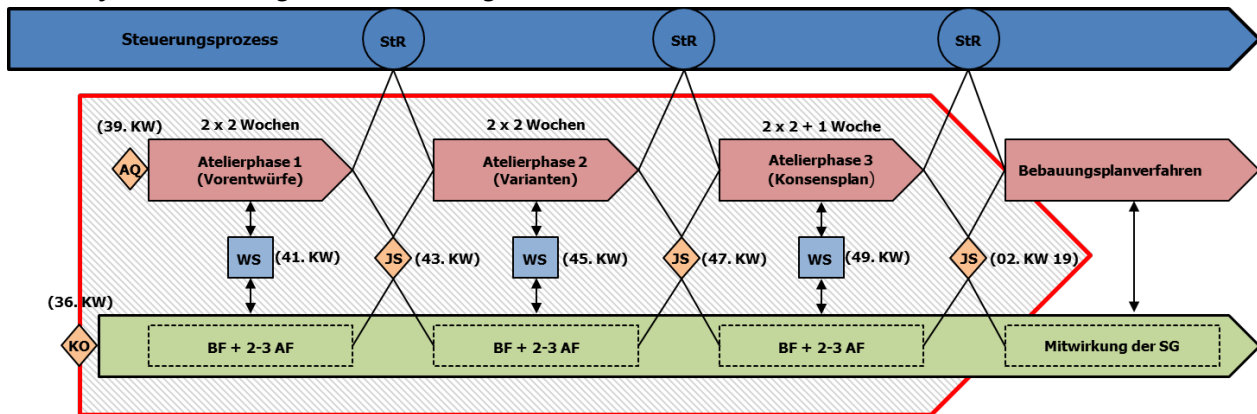 Steuerungsprozess
StR
StR
StR
(39. KW)
2 x 2 Wochen
2 x 2 Wochen
2 x 2 + 1 Woche
AQ
Atelierphase 1
(Vorentwürfe)
Atelierphase 2
(Varianten)
Atelierphase 3
(Konsensplan)
Bebauungsplanverfahren
WS
(41. KW)
JS
(43. KW)
WS
(45. KW)
JS
(47. KW)
WS
(49. KW)
JS
(02. KW 19)
(36. KW)
KO
BF + 2-3 AF
BF + 2-3 AF
BF + 2-3 AF
Mitwirkung der SG